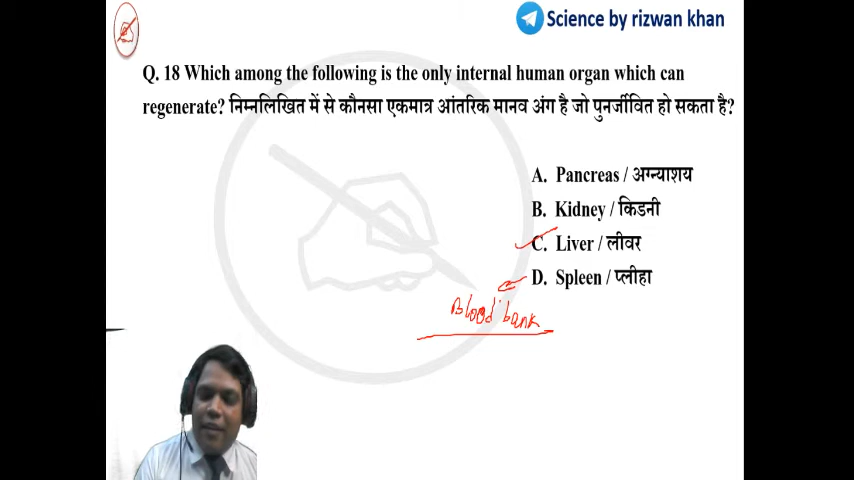 Science by rizwan khan
Q. 18 Which among the following is the only internal human organ which can
regenerate? निम्नलिखित में से कौनसा एकमात्र आंतरिक मानव अंग है जो पुनर्जीवित हो सकता है?
A. Pancreas / अग्न्याशय
B. Kidney / किडनी
C. Liver / लीवर
D. Spleen / प्लीहा
Blood bank